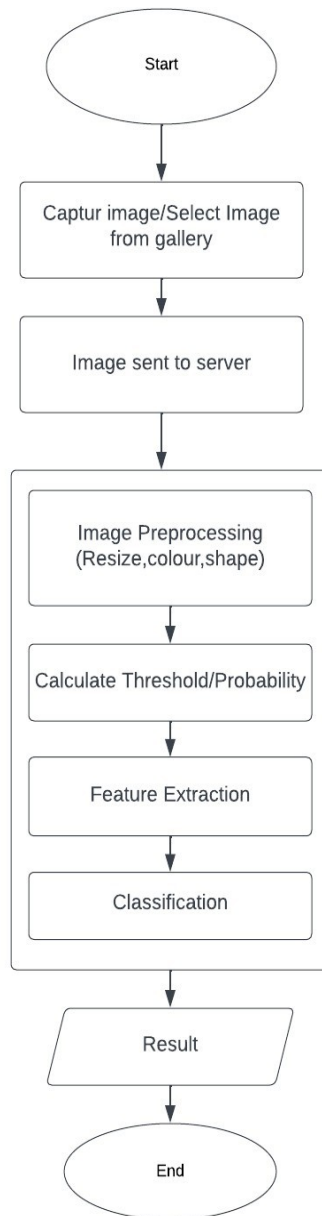 Start
Captur image/Select Image
from gallery
Image sent to server
Image Preprocessing
(Resize,colour,shape)
Calculate Threshold/Probability
Feature Extraction
Classification
Result
End